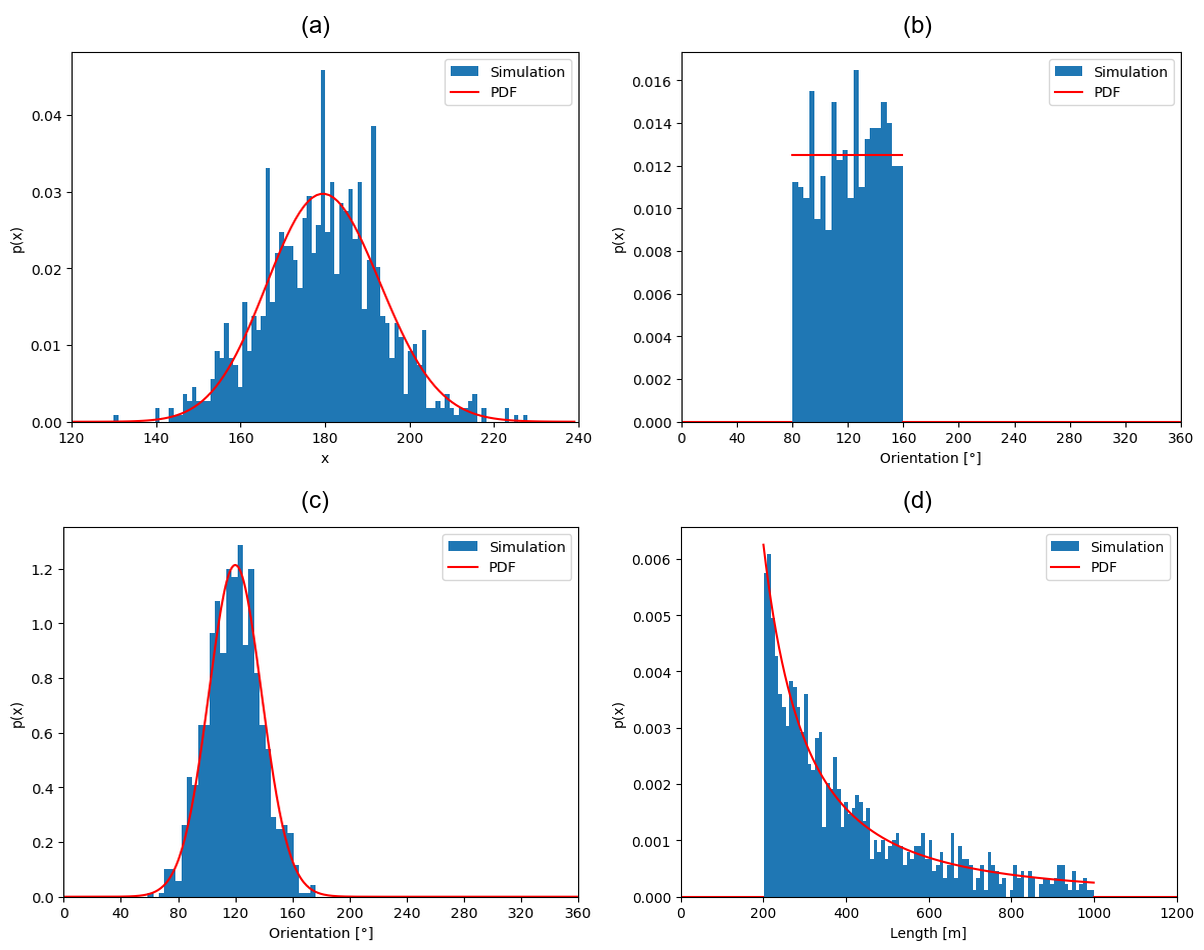 (a)
Simulation
PDF
0.04
0.03
0.02
0.01
0.00
p(x)
120 140 160 180 200 220 240
x
(b)
Simulation
PDF
0.016
0.014
0.012
0.010
0.008
0.006
0.004
0.002
0.000
p(x)
0 40 80 120 160 200 240 280 320 360
Orientation [°]
(c)
Simulation
PDF
1.2
1.0
0.8
0.6
0.4
0.2
0.0
p(x)
0 40 80 120 160 200 240 280 320 360
Orientation [°]
(d)
Simulation
PDF
0.006
0.005
0.004
0.003
0.002
0.001
0.000
p(x)
0 200 400 600 800 1000 1200
Length [m]